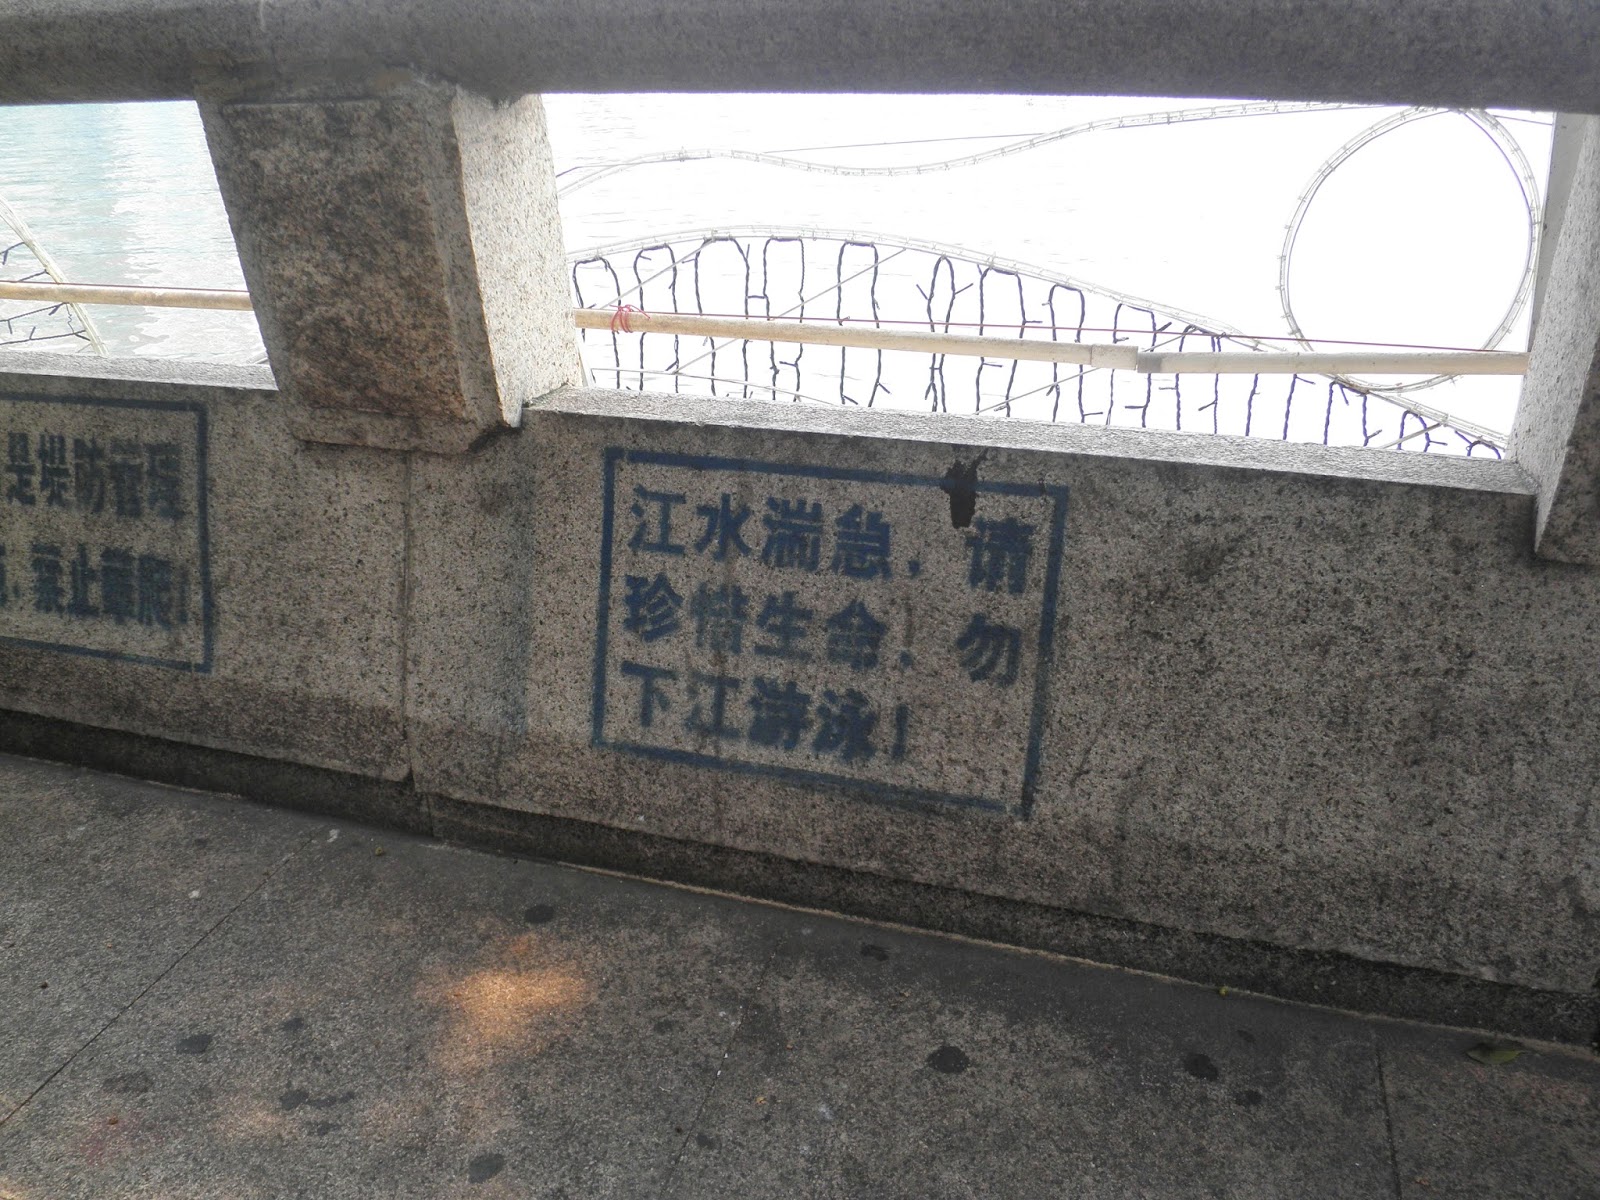 是堤防管理
,禁止攀爬!
江水湍急,请
珍惜生命!勿
下江游泳!